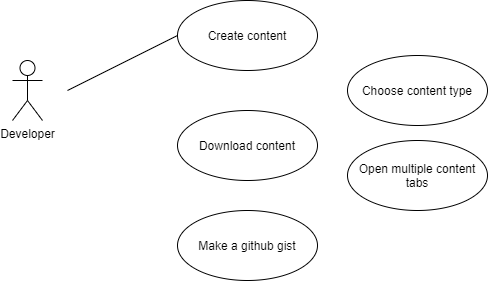 Create content
Choose content type
Developer
Download content
Open multiple content
tabs
Make a github gist